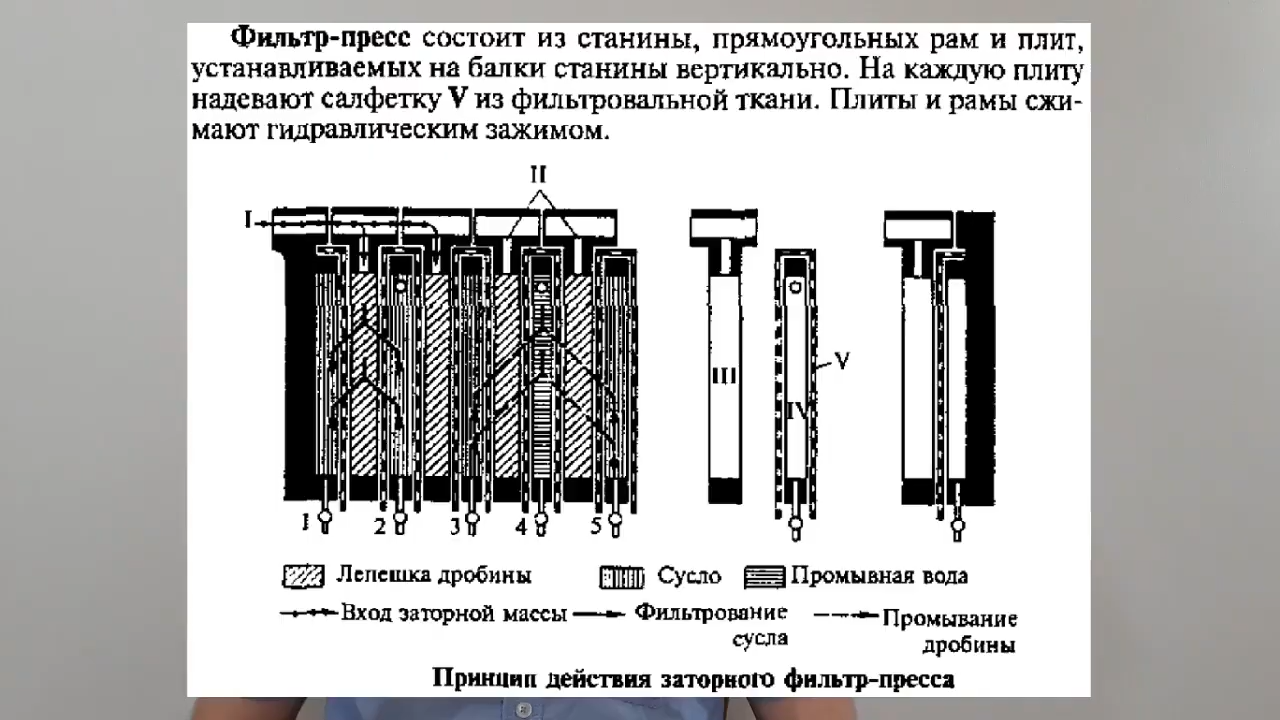 Фильтр-пресс состоит из станины, прямоугольных рам и плит,
устанавливаемых на балки станины вертикально. На каждую плиту
надевают салфетку V из фильтровальной ткани. Плиты и рамы сжи-
мают гидравлическим зажимом.
II
I
III
IV
V
1 2 3 4 5
Лепешка дробины Сусло Промывная вода
Вход заторной массы Фильтрование
сусла
Промывание
дробины
Принцип действия заторного фильтр-пресса